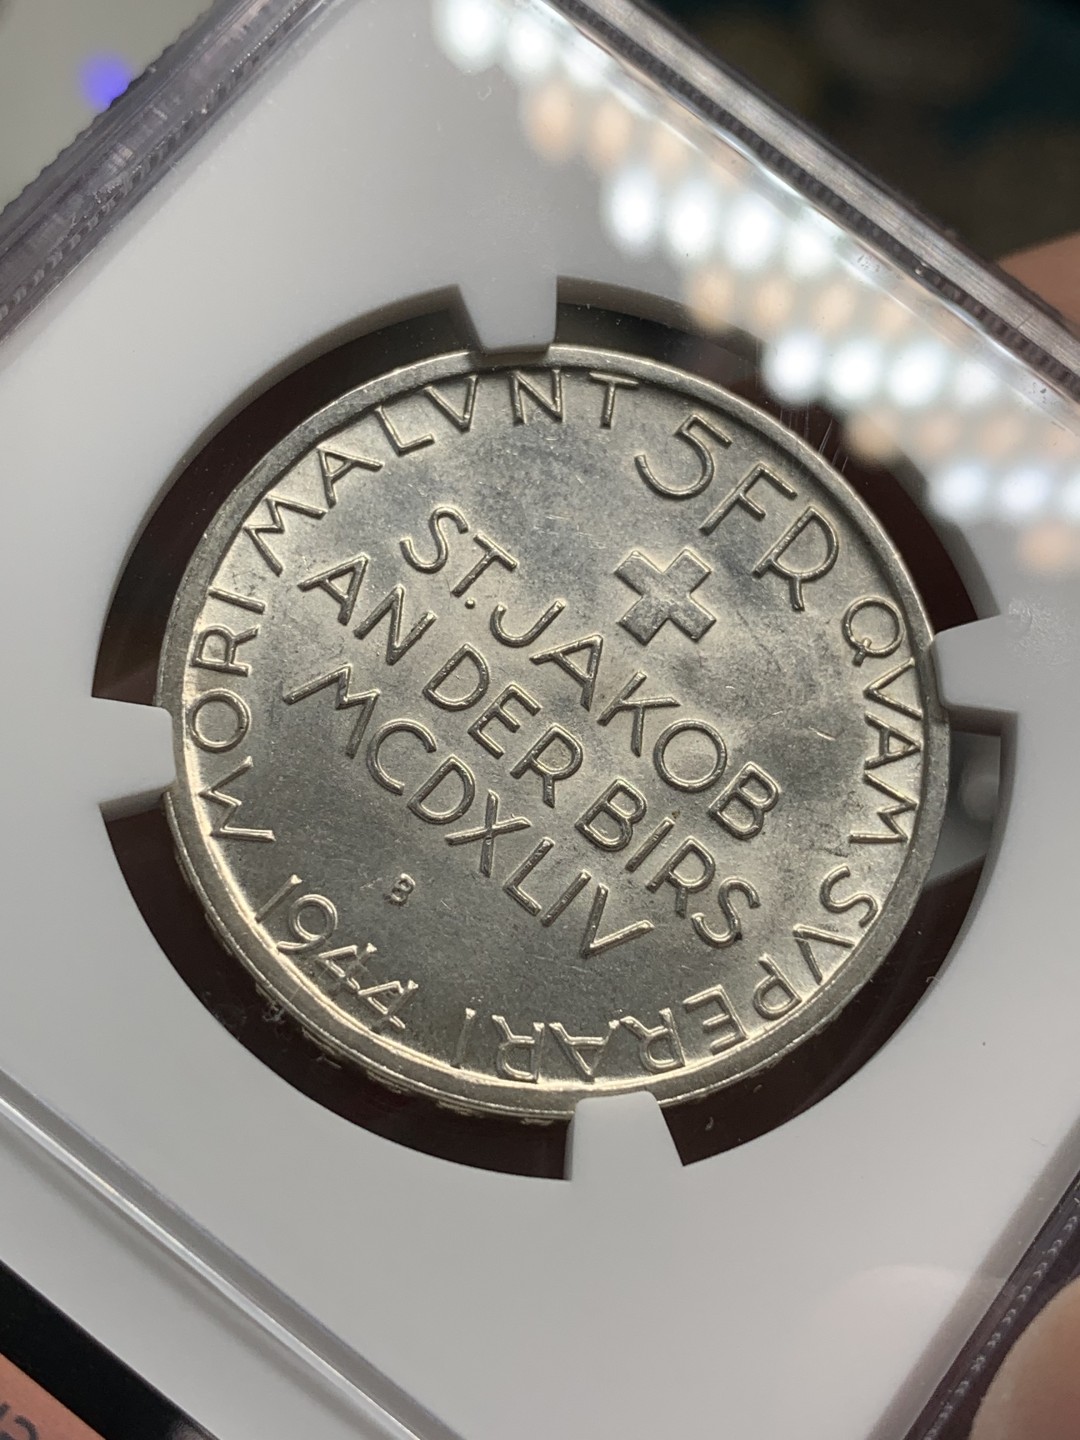 MORI MALVNT 5FR QVAM SVPERARI
ST. JAKOB
AN DER BIRS
MCDXLIV
B
1944